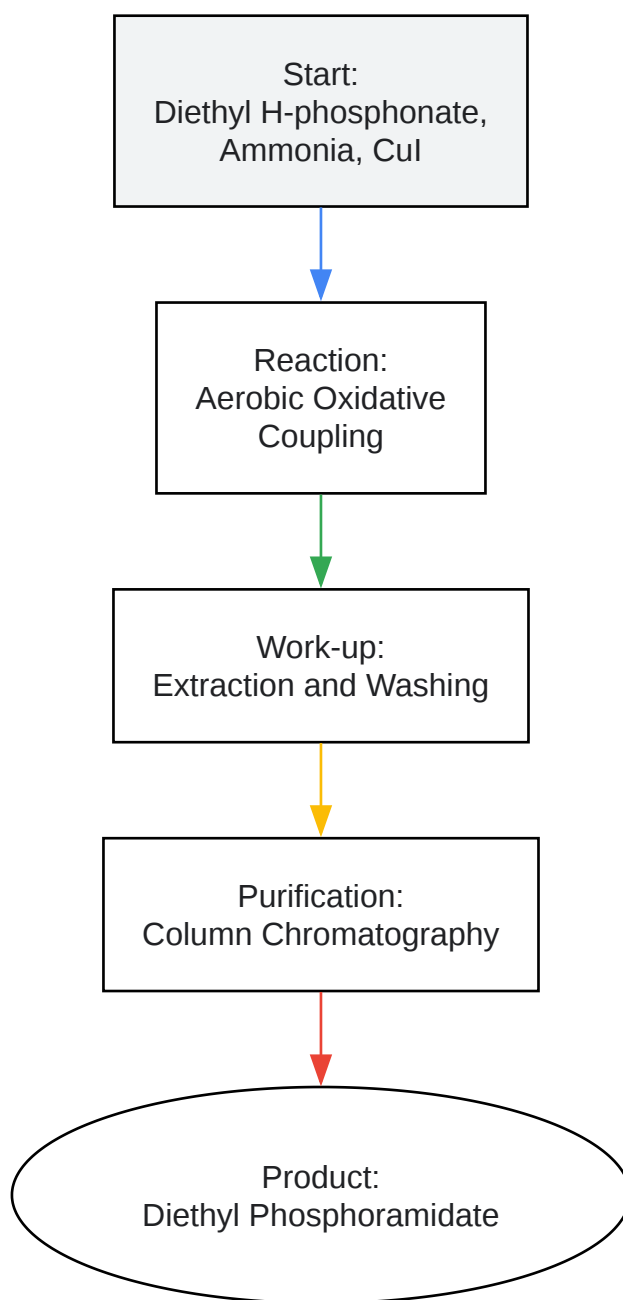 Start:
Diethyl H-phosphonate,
Ammonia, CuI
Reaction:
Aerobic Oxidative
Coupling
Work-up:
Extraction and Washing
Purification:
Column Chromatography
Product:
Diethyl Phosphoramidate